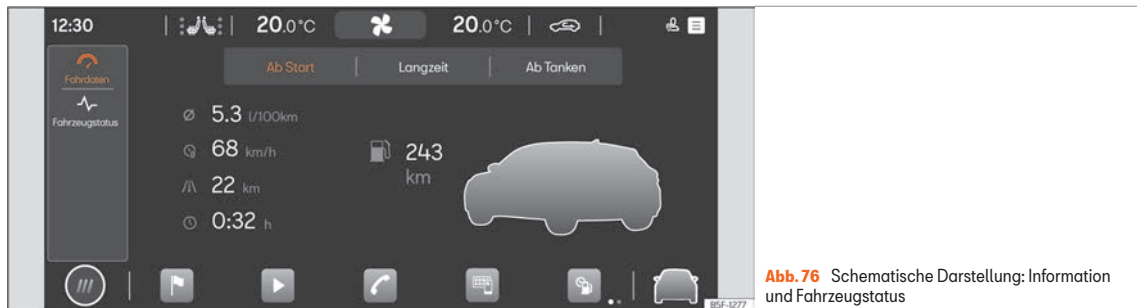 12:30
20.0°C
20.0°C
Fahrdaten
Fahrzeugstatus
Ab Start
Langzeit
Ab Tanken
Ø 5.3 l/100km
68 km/h
22 km
0:32 h
243
km
B5F-1277
Abb. 76 Schematische Darstellung: Information
und Fahrzeugstatus